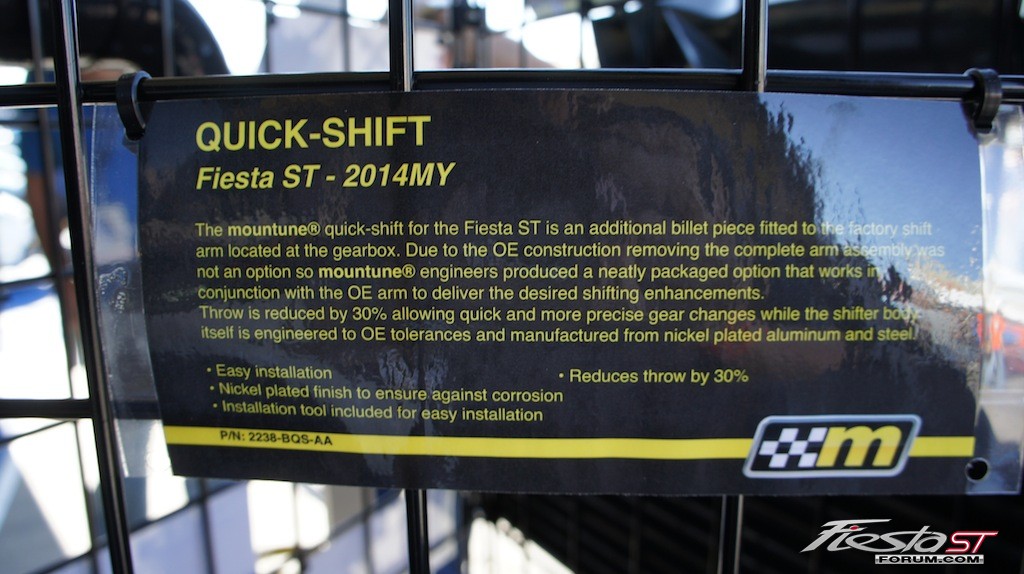 QUICK-SHIFT
Fiesta ST - 2014MY
The mountune® quick-shift for the Fiesta ST is an additional billet piece fitted to the factory shift
arm located at the gearbox. Due to the OE construction removing the complete arm assembly was
not an option so mountune® engineers produced a neatly packaged option that works in
conjunction with the OE arm to deliver the desired shifting enhancements.
Throw is reduced by 30% allowing quick and more precise gear changes while the shifter body
itself is engineered to OE tolerances and manufactured from nickel plated aluminum and steel.
• Easy installation
• Nickel plated finish to ensure against corrosion
• Installation tool included for easy installation
• Reduces throw by 30%
P/N: 2238-BQS-AA
m
Fiesta ST
FORUM.COM